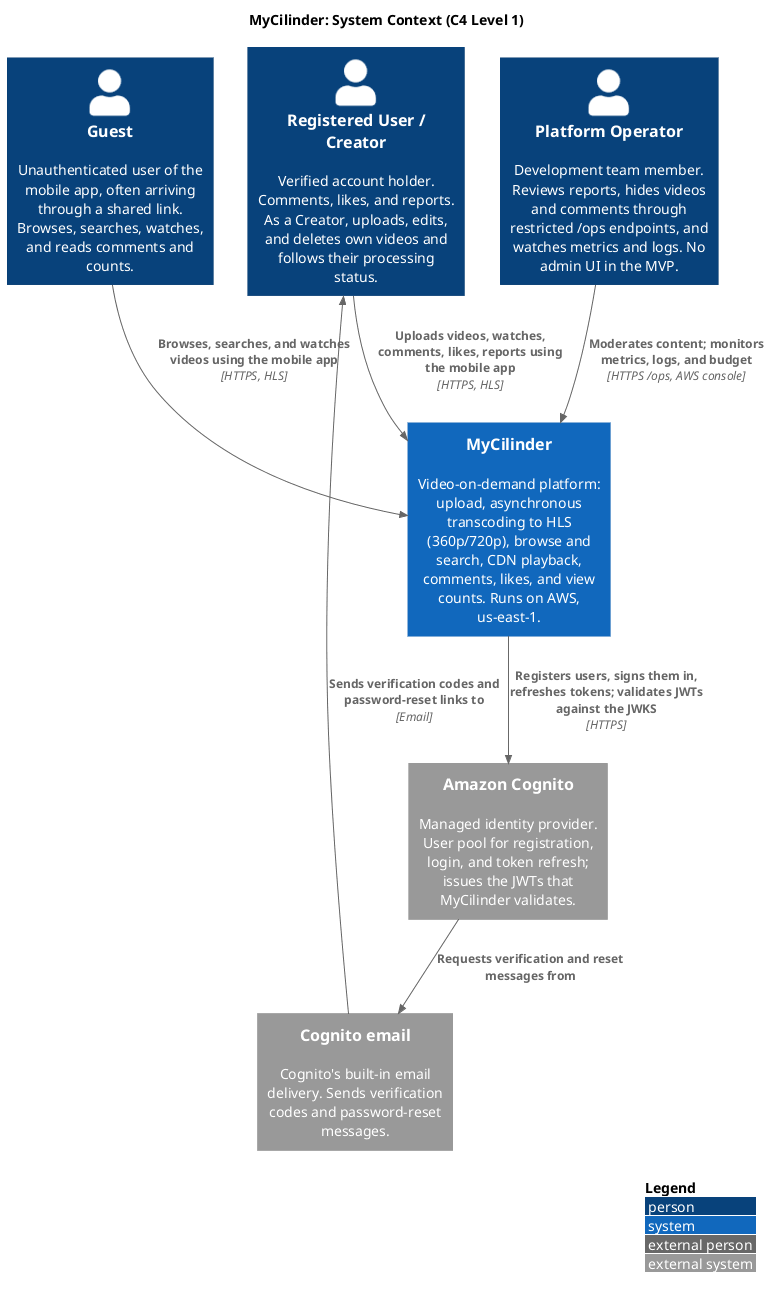 MyCilinder: System Context (C4 Level 1)
Guest
Unauthenticated user of the
mobile app, often arriving
through a shared link.
Browses, searches, watches,
and reads comments and
counts.
Registered User /
Creator
Verified account holder.
Comments, likes, and reports.
As a Creator, uploads, edits,
and deletes own videos and
follows their processing
status.
Platform Operator
Development team member.
Reviews reports, hides videos
and comments through
restricted /ops endpoints, and
watches metrics and logs. No
admin UI in the MVP.
Browses, searches, and watches
videos using the mobile app
[HTTPS, HLS]
Uploads videos, watches,
comments, likes, reports using
the mobile app
[HTTPS, HLS]
Moderates content; monitors
metrics, logs, and budget
[HTTPS /ops, AWS console]
MyCilinder
Video-on-demand platform:
upload, asynchronous
transcoding to HLS
(360p/720p), browse and
search, CDN playback,
comments, likes, and view
counts. Runs on AWS,
us-east-1.
Sends verification codes and
password-reset links to
[Email]
Registers users, signs them in,
refreshes tokens; validates JWTs
against the JWKS
[HTTPS]
Amazon Cognito
Managed identity provider.
User pool for registration,
login, and token refresh;
issues the JWTs that
MyCilinder validates.
Requests verification and reset
messages from
Cognito email
Cognito's built-in email
delivery. Sends verification
codes and password-reset
messages.
Legend
person
system
external person
external system